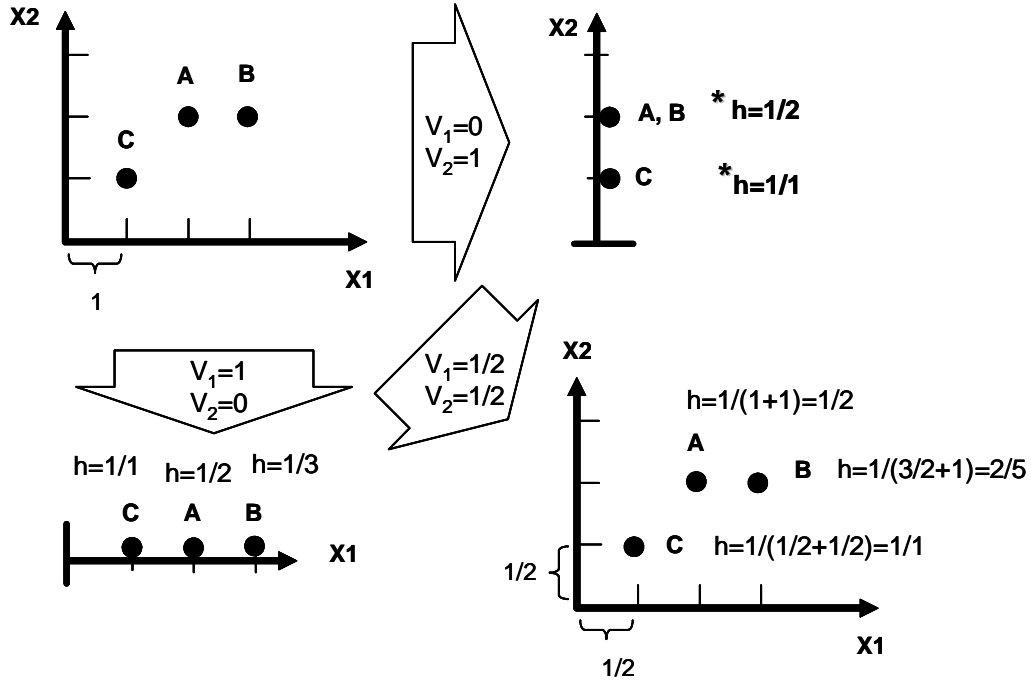 X2
A
B
C
X1
1
V₁=0
V₂=1
X2
A, B
* h=1/2
C
*h=1/1
V₁=1
V₂=0
V₁=1/2
V₂=1/2
h=1/1
h=1/2
h=1/3
C
A
B
X1
X2
h=1/(1+1)=1/2
A
B
h=1/(3/2+1)=2/5
C
h=1/(1/2+1/2)=1/1
1/2
X1
1/2